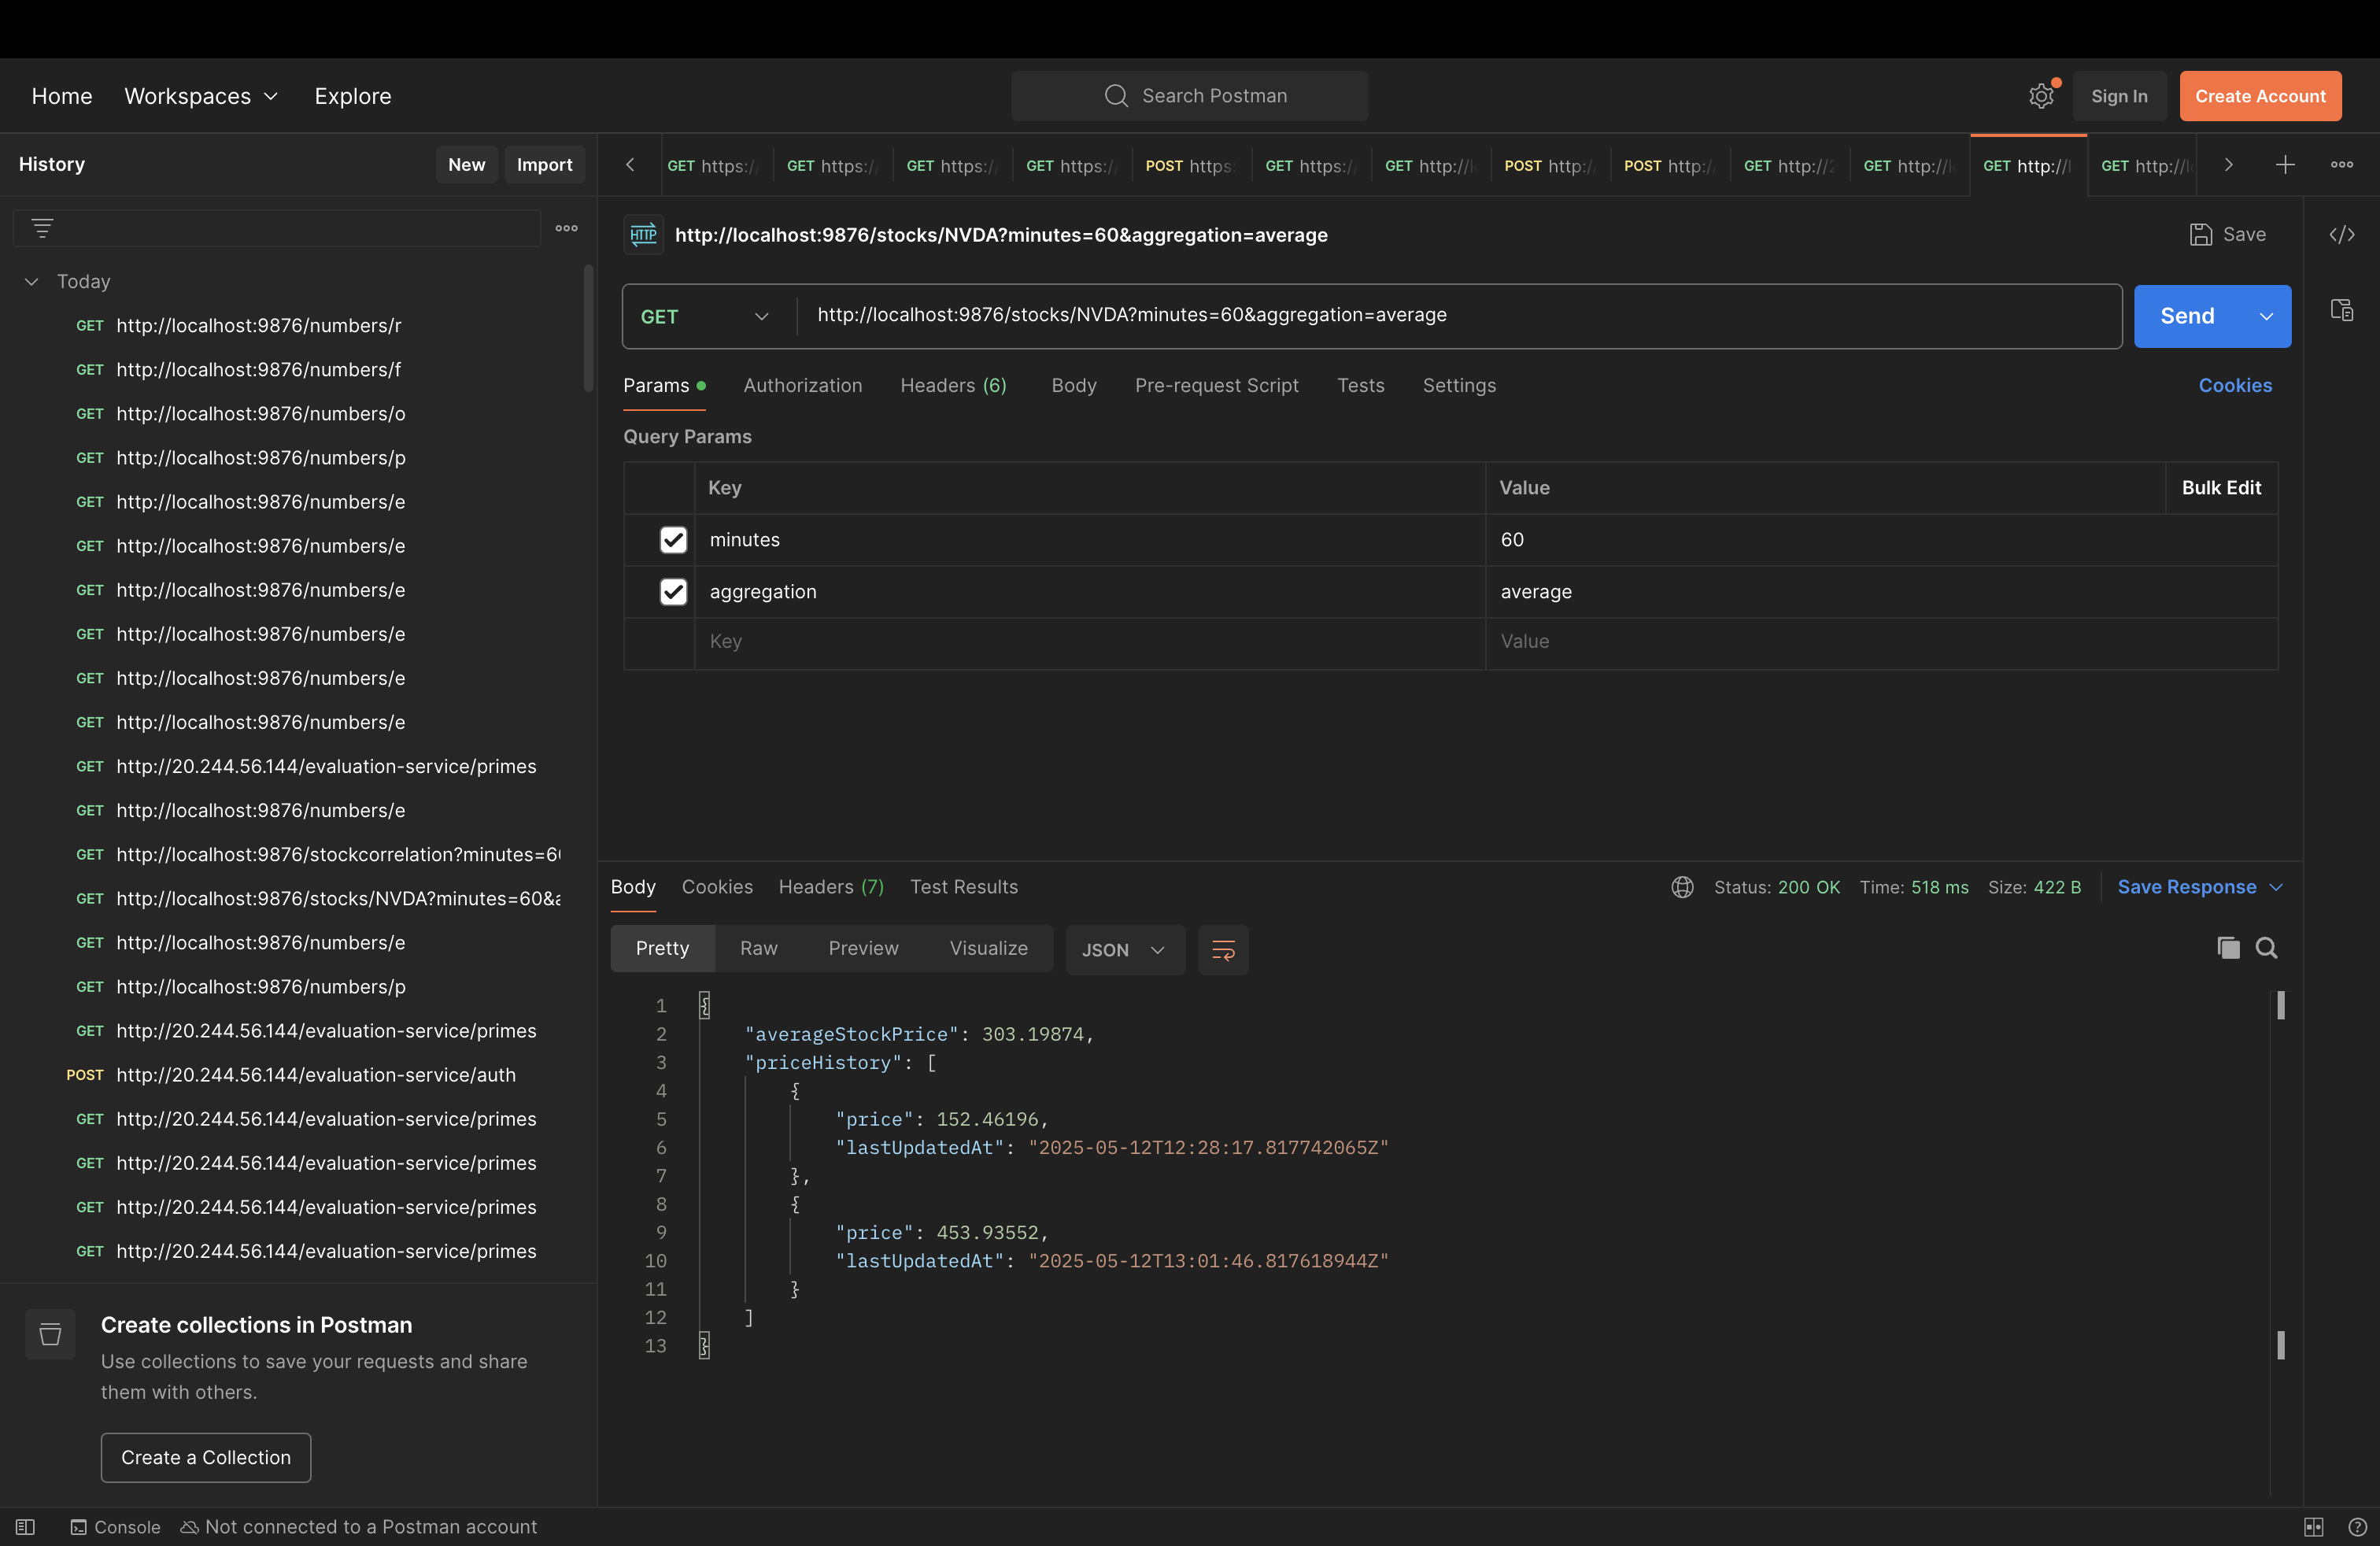 Home Workspaces Explore Search Postman Sign In Create Account
History New Import
GET https:/ GET https:/ GET https:/ GET https:/ POST https: GET https:/ GET http://l POST http:/ POST http:/ GET http://2 GET http://l GET http://l GET http://l
HTTP http://localhost:9876/stocks/NVDA?minutes=60&aggregation=average Save
Today
GET http://localhost:9876/numbers/r
GET http://localhost:9876/numbers/f
GET http://localhost:9876/numbers/o
GET http://localhost:9876/numbers/p
GET http://localhost:9876/numbers/e
GET http://localhost:9876/numbers/e
GET http://localhost:9876/numbers/e
GET http://localhost:9876/numbers/e
GET http://localhost:9876/numbers/e
GET http://localhost:9876/numbers/e
GET http://20.244.56.144/evaluation-service/primes
GET http://localhost:9876/numbers/e
GET http://localhost:9876/stockcorrelation?minutes=60
GET http://localhost:9876/stocks/NVDA?minutes=60&a
GET http://localhost:9876/numbers/e
GET http://localhost:9876/numbers/p
GET http://20.244.56.144/evaluation-service/primes
POST http://20.244.56.144/evaluation-service/auth
GET http://20.244.56.144/evaluation-service/primes
GET http://20.244.56.144/evaluation-service/primes
GET http://20.244.56.144/evaluation-service/primes
GET http://20.244.56.144/evaluation-service/primes
Create collections in Postman
Use collections to save your requests and share
them with others.
Create a Collection
GET http://localhost:9876/stocks/NVDA?minutes=60&aggregation=average Send
Params Authorization Headers (6) Body Pre-request Script Tests Settings Cookies
Query Params
Key Value Bulk Edit
minutes 60
aggregation average
Key Value
Body Cookies Headers (7) Test Results Status: 200 OK Time: 518 ms Size: 422 B Save Response
Pretty Raw Preview Visualize JSON
1 {
2 "averageStockPrice": 303.19874,
3 "priceHistory": [
4 {
5 "price": 152.46196,
6 "lastUpdatedAt": "2025-05-12T12:28:17.817742065Z"
7 },
8 {
9 "price": 453.93552,
10 "lastUpdatedAt": "2025-05-12T13:01:46.817618944Z"
11 }
12 ]
13 }
Console Not connected to a Postman account